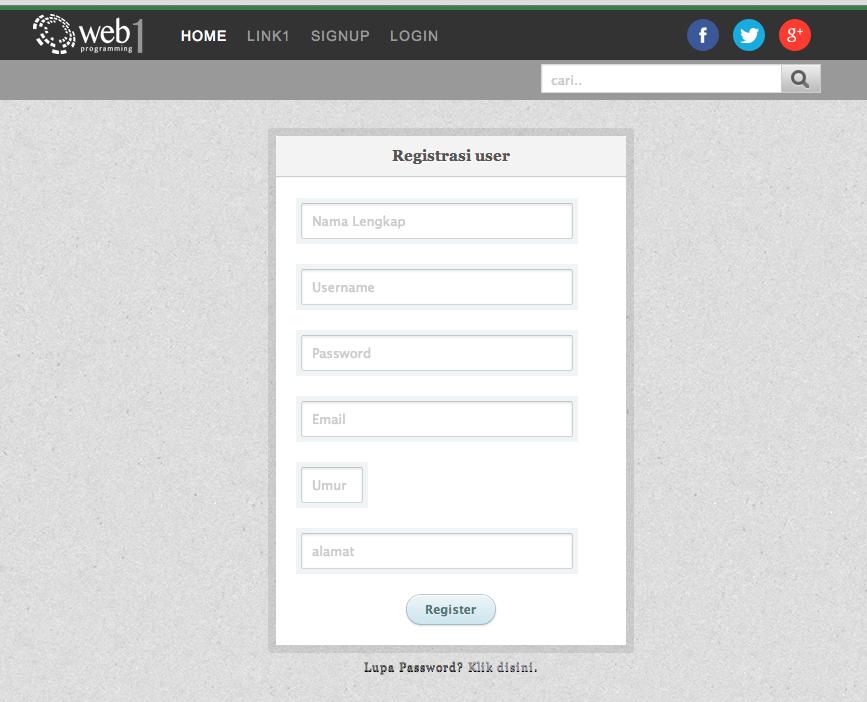 web1
programming
HOME LINK1 SIGNUP LOGIN
f 8+
cari..
Registrasi user
Nama Lengkap
Username
Password
Email
Umur
alamat
Register
Lupa Password? Klik disini.